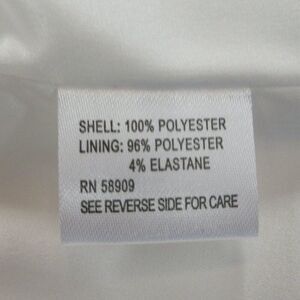 SHELL: 100% POLYESTER
LINING: 96% POLYESTER
4% ELASTANE
RN 58909
SEE REVERSE SIDE FOR CARE